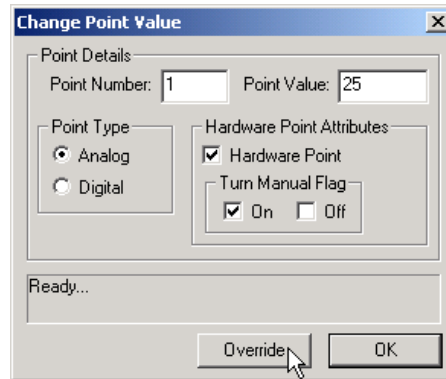 Change Point Value
Point Details
Point Number: 1 Point Value: 25
Point Type
Analog
Digital
Hardware Point Attributes
Hardware Point
Turn Manual Flag
On Off
Ready...
Override OK